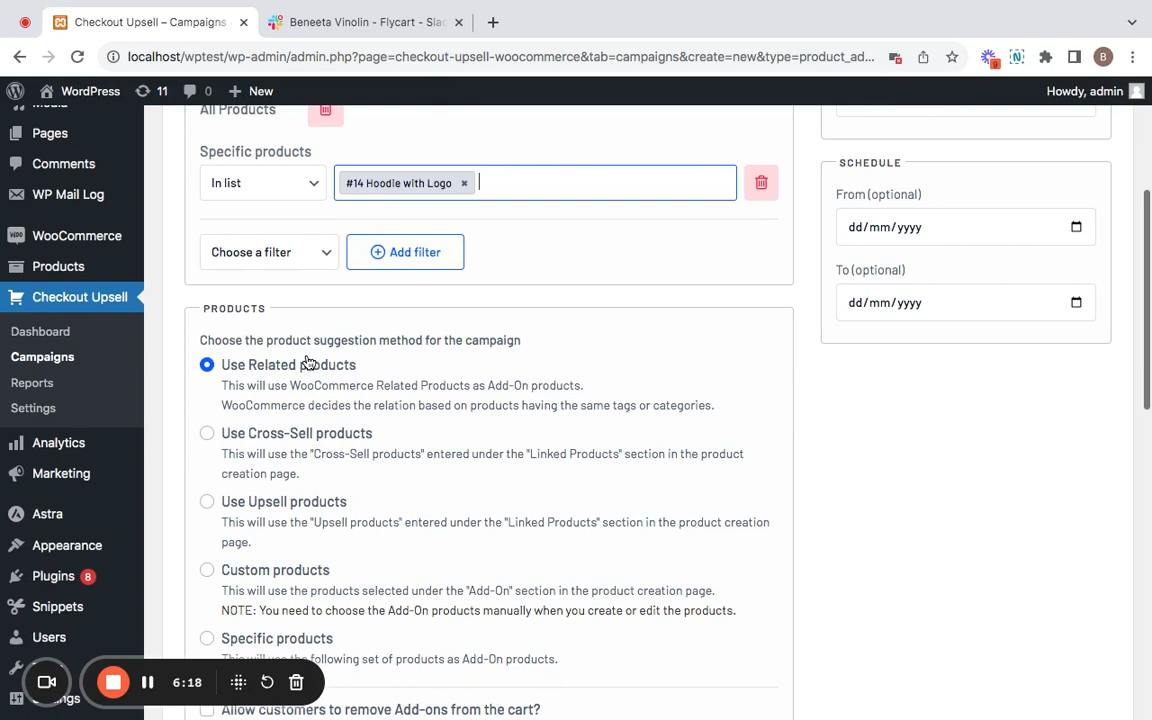 Checkout Upsell – Campaigns
Beneeta Vinolin - Flycart - Slac
localhost/wptest/wp-admin/admin.php?page=checkout-upsell-woocommerce&tab=campaigns&create=new&type=product_ad...
9
B
WordPress
11
0
New
Howdy, admin
Media
Pages
Comments
WP Mail Log
WooCommerce
Products
Checkout Upsell
Dashboard
Campaigns
Reports
Settings
Analytics
Marketing
Astra
Appearance
Plugins 8
Snippets
Users
All Products
Specific products
In list
#14 Hoodie with Logo ×
Choose a filter
Add filter
PRODUCTS
Choose the product suggestion method for the campaign
Use Related products
This will use WooCommerce Related Products as Add-On products.
WooCommerce decides the relation based on products having the same tags or categories.
Use Cross-Sell products
This will use the "Cross-Sell products" entered under the "Linked Products" section in the product
creation page.
Use Upsell products
This will use the "Upsell products" entered under the "Linked Products" section in the product creation
page.
Custom products
This will use the products selected under the "Add-On" section in the product creation page.
NOTE: You need to choose the Add-On products manually when you create or edit the products.
Specific products
This will use the following set of products as Add-On products.
Allow customers to remove Add-ons from the cart?
SCHEDULE
From (optional)
dd/mm/yyyy
To (optional)
dd/mm/yyyy
6:18